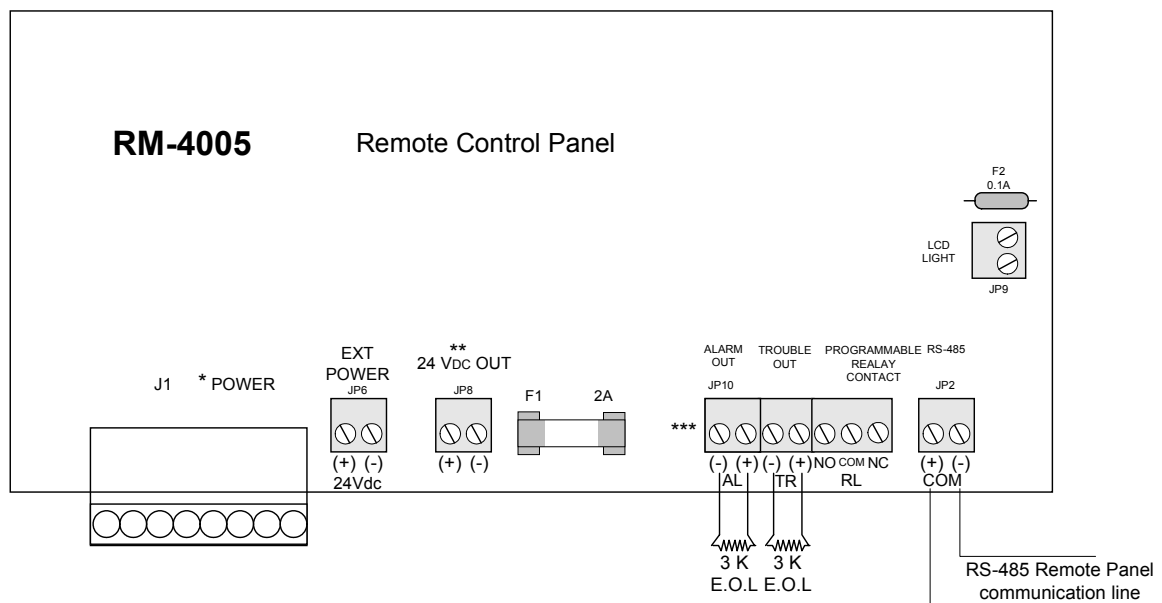 RM-4005
Remote Control Panel
F2
0.1A
LCD
LIGHT
JP9
J1 * POWER
EXT
POWER
JP6
(+) (-)
24Vdc
**
24 VDC OUT
JP8
(+) (-)
F1 2A
***
ALARM
OUT
JP10
TROUBLE
OUT
PROGRAMMABLE
REALAY
CONTACT
RS-485
JP2
(-) (+) (-) (+) NO COM NC
AL TR RL
(+) (-)
COM
3 K 3 K
E.O.L E.O.L
RS-485 Remote Panel
communication line